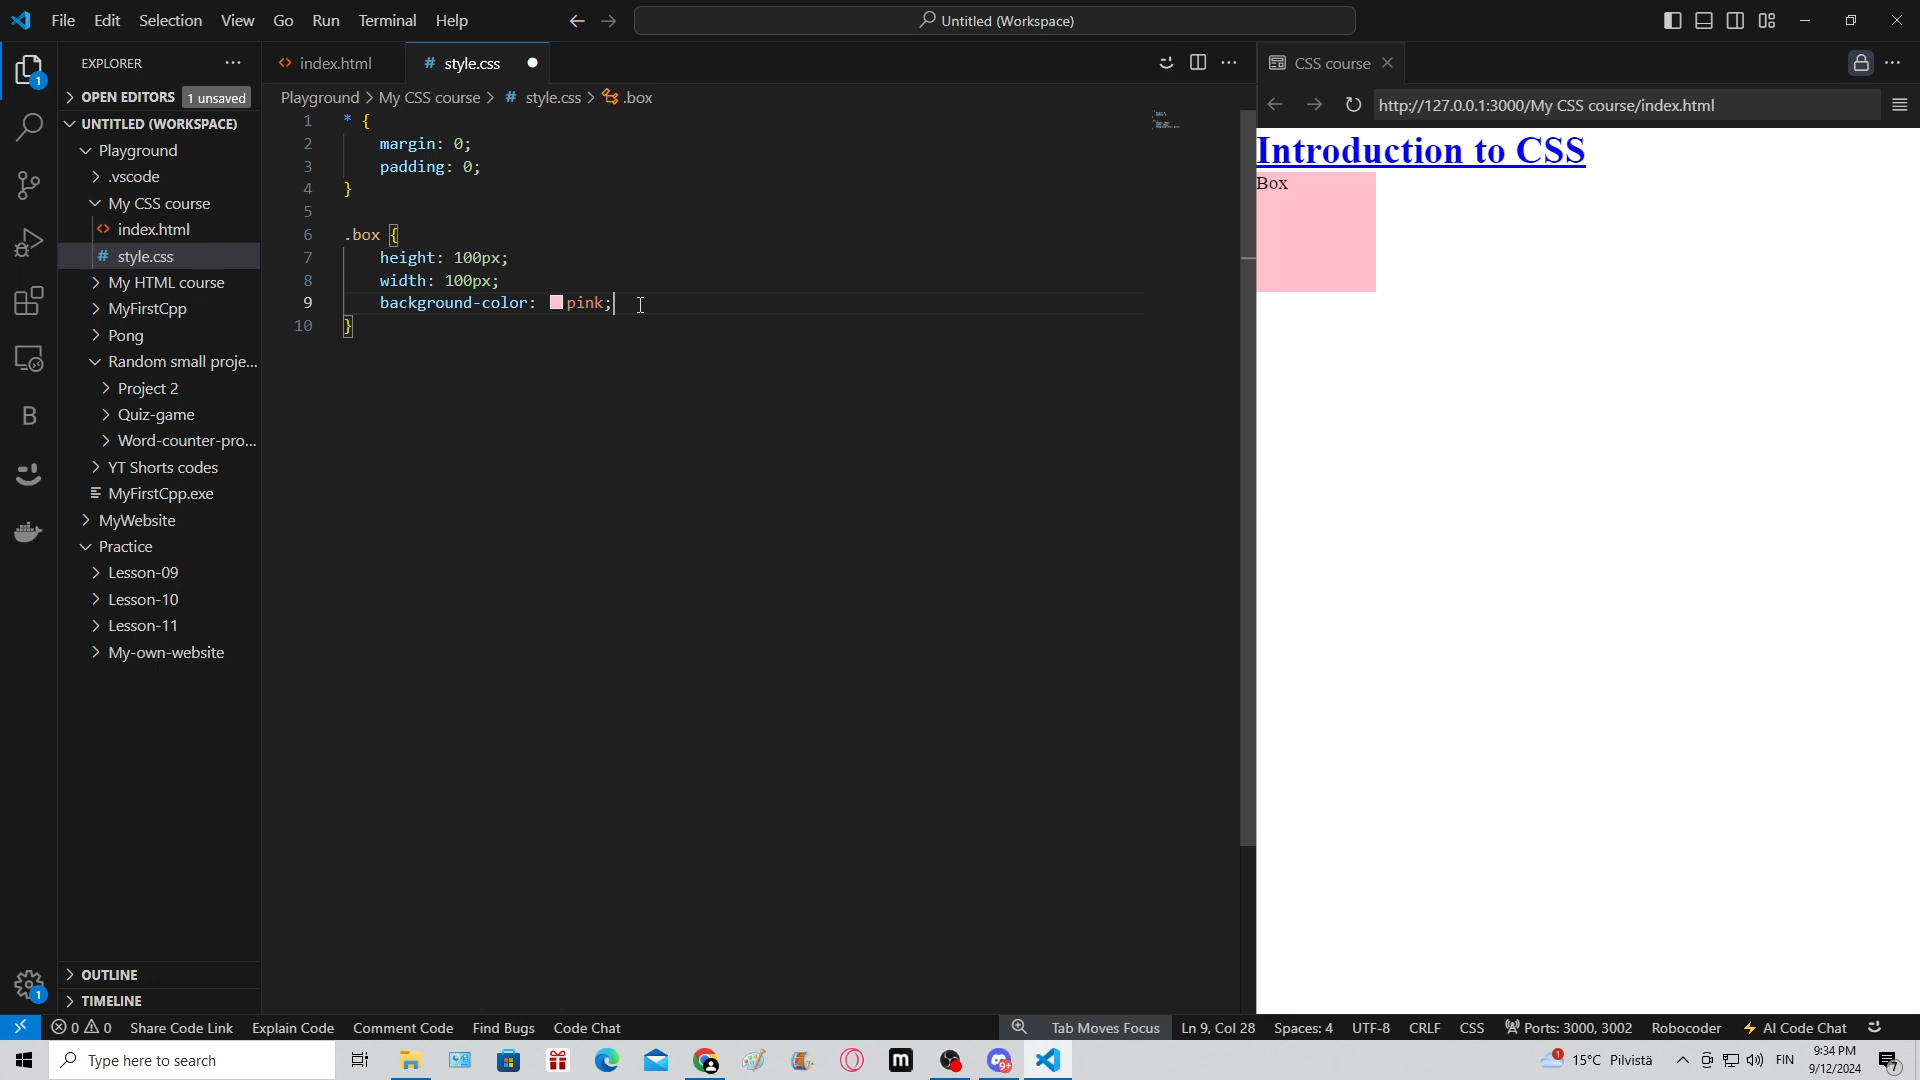 File Edit Selection View Go Run Terminal Help
Untitled (Workspace)
EXPLORER
OPEN EDITORS 1 unsaved
UNTITLED (WORKSPACE)
Playground
.vscode
My CSS course
index.html
style.css
My HTML course
MyFirstCpp
Pong
Random small proje...
Project 2
Quiz-game
Word-counter-pro...
YT Shorts codes
MyFirstCpp.exe
MyWebsite
Practice
Lesson-09
Lesson-10
Lesson-11
My-own-website
OUTLINE
TIMELINE
index.html
style.css
Playground > My CSS course > # style.css > .box
1 * {
2 margin: 0;
3 padding: 0;
4 }
5
6 .box {
7 height: 100px;
8 width: 100px;
9 background-color: pink;
10 }
CSS course
http://127.0.0.1:3000/My CSS course/index.html
Introduction to CSS
Box
0 0 Share Code Link Explain Code Comment Code Find Bugs Code Chat
Tab Moves Focus Ln 9, Col 28 Spaces: 4 UTF-8 CRLF CSS Ports: 3000, 3002 Robocoder AI Code Chat
Type here to search
15°C Pilvistä FIN
9:34 PM
9/12/2024